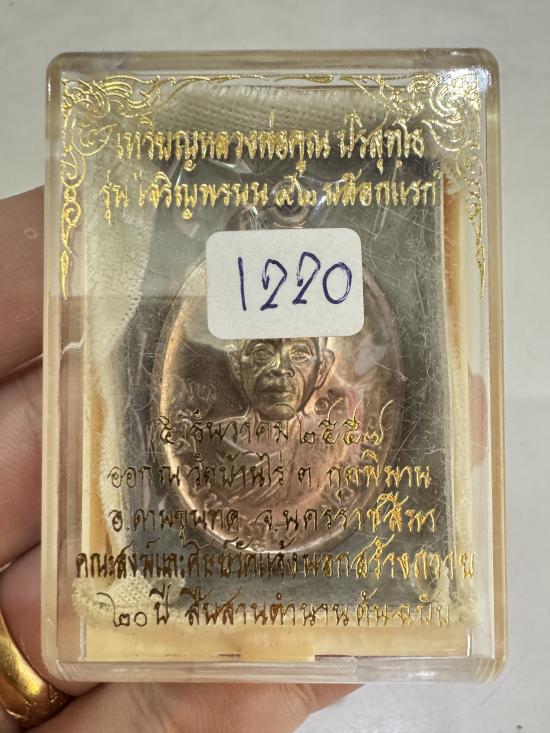 เหรียญหลวงพ่อคูณ ปริสุทฺโธ
รุ่น เจริญพรบน ๙๒ บล็อกแรก
1220
๕ ธันวาคม ๒๕๕๗
ออก ณ วัดบ้านไร่ ต.กุดพิมาน
อ.ด่านขุนทด จ.นครราชสีมา
คณะสงฆ์และศิษย์วัดแจ้งนอกสร้างถวาย
๒๐ ปี สืบสานตำนานต้นฉบับ